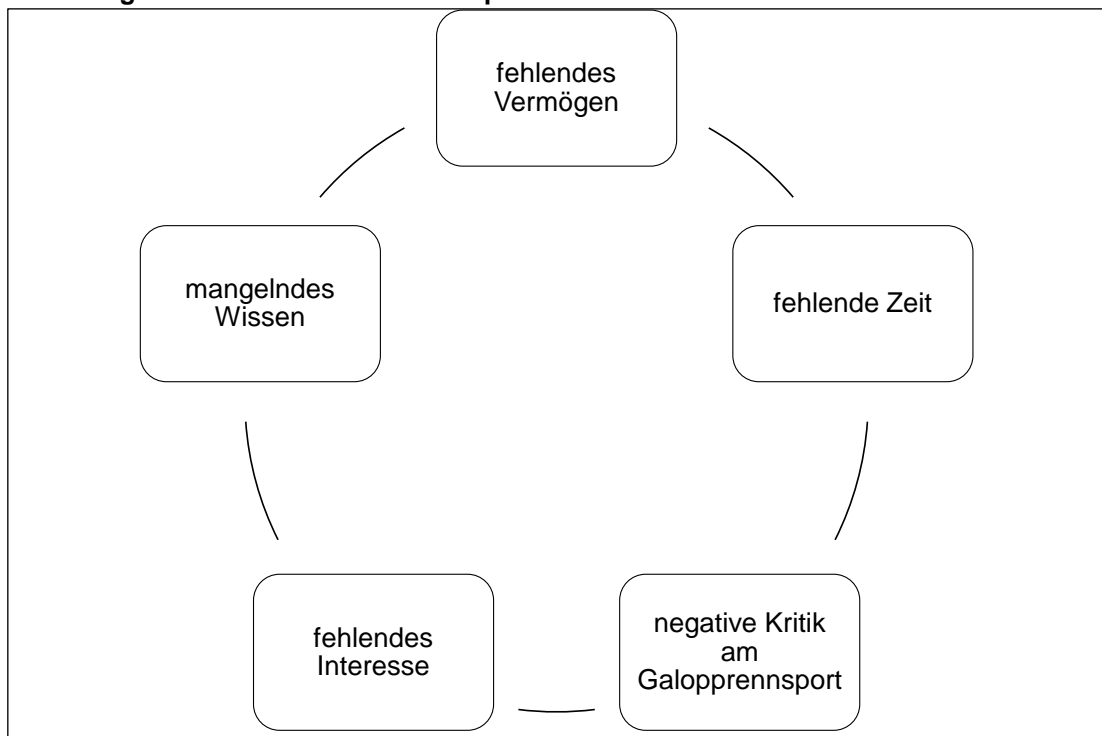 fehlendes
Vermögen
mangelndes
Wissen
fehlende Zeit
fehlendes
Interesse
negative Kritik
am
Galopprennsport